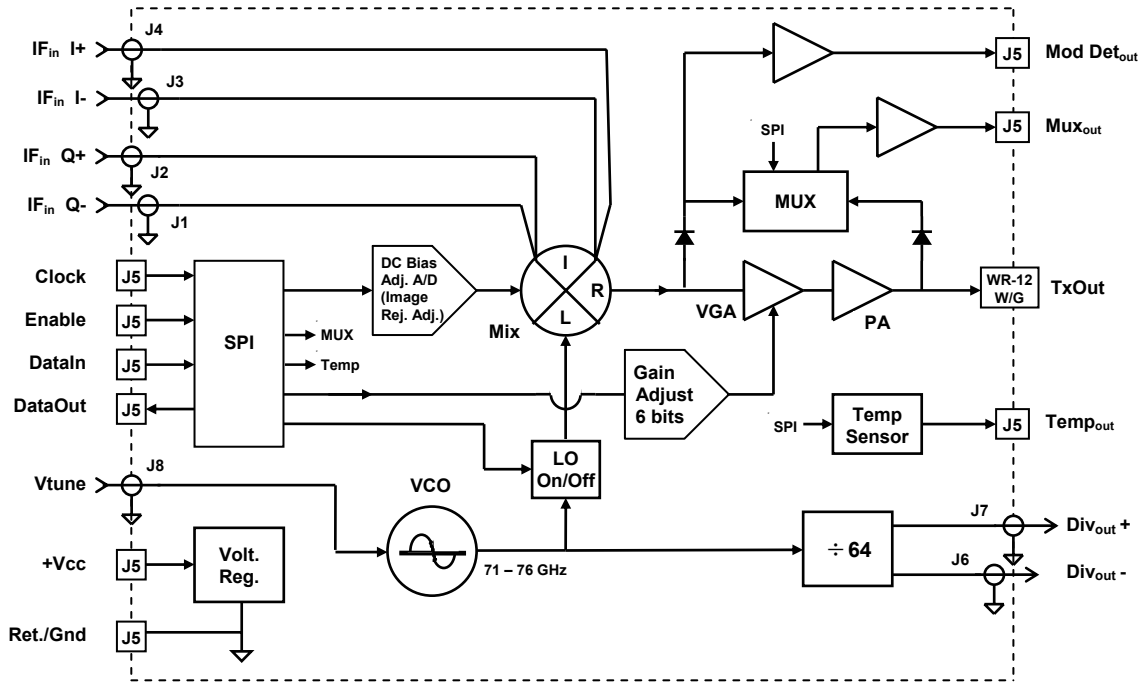 IFin I+
J4
J5
Mod Detout
IFin I-
J3
SPI
J5
Muxout
IFin Q+
J2
MUX
IFin Q-
J1
Clock
J5
DC Bias
Adj. A/D
(Image
Rej. Adj.)
I
R
L
Mix
VGA
PA
WR-12
W/G
TxOut
Enable
J5
SPI
MUX
Temp
DataIn
J5
DataOut
J5
Gain
Adjust
6 bits
SPI
Temp
Sensor
J5
Tempout
LO
On/Off
Vtune
J8
VCO
71 – 76 GHz
÷ 64
J7
Divout +
J6
Divout -
+Vcc
J5
Volt.
Reg.
Ret./Gnd
J5